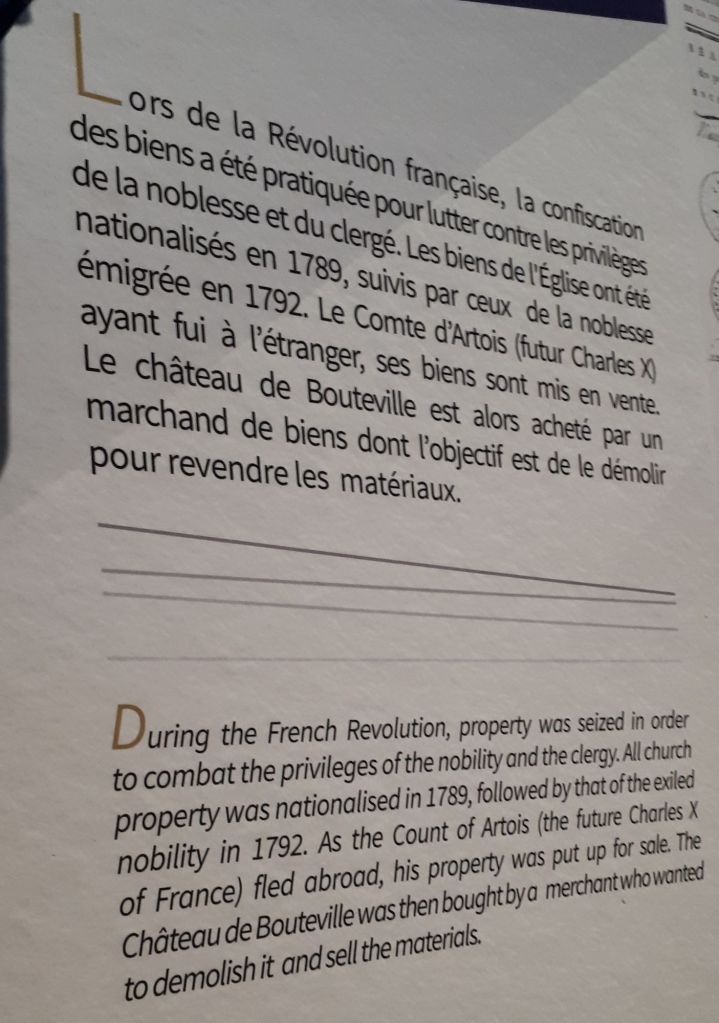 Lors de la Révolution française, la confiscation
des biens a été pratiquée pour lutter contre les privilèges
de la noblesse et du clergé. Les biens de l'Église ont été
nationalisés en 1789, suivis par ceux de la noblesse
émigrée en 1792. Le Comte d'Artois (futur Charles X)
ayant fui à l'étranger, ses biens sont mis en vente.
Le château de Bouteville est alors acheté par un
marchand de biens dont l'objectif est de le démolir
pour revendre les matériaux.
During the French Revolution, property was seized in order
to combat the privileges of the nobility and the clergy. All church
property was nationalised in 1789, followed by that of the exiled
nobility in 1792. As the Count of Artois (the future Charles X
of France) fled abroad, his property was put up for sale. The
Château de Bouteville was then bought by a merchant who wanted
to demolish it and sell the materials.